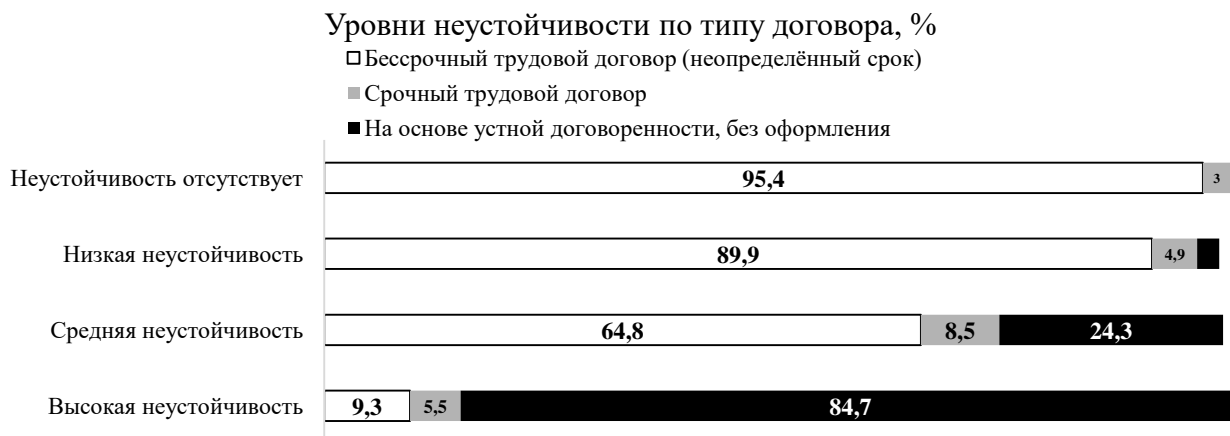 Уровни неустойчивости по типу договора, %
Бессрочный трудовой договор (неопределённый срок)
Срочный трудовой договор
На основе устной договоренности, без оформления
Неустойчивость отсутствует 95,4 3
Низкая неустойчивость 89,9 4,9
Средняя неустойчивость 64,8 8,5 24,3
Высокая неустойчивость 9,3 5,5 84,7